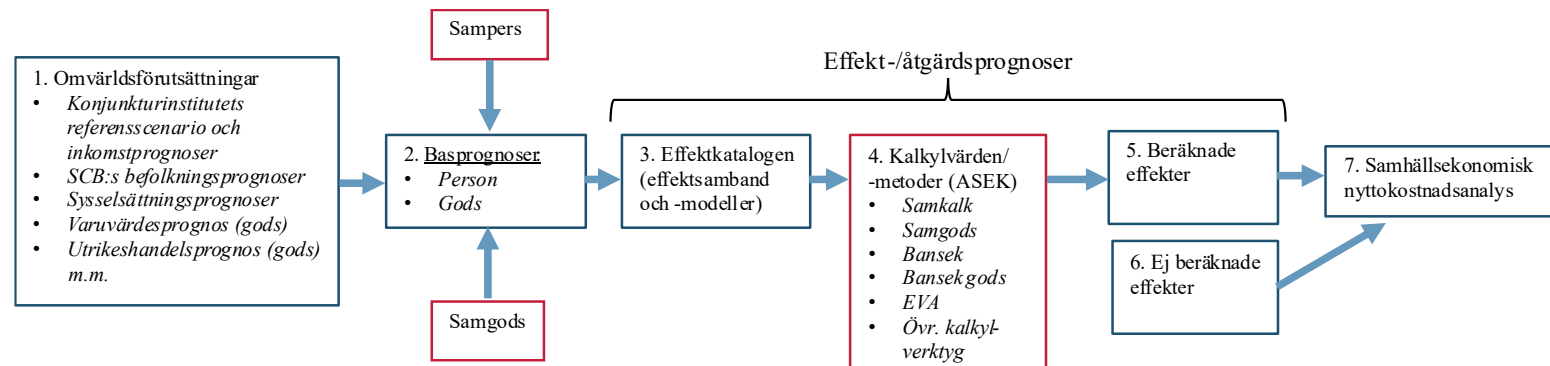 Sampers
Effekt-/åtgärdsprognoser
1. Omvärldsförutsättningar
• Konjunkturinstitutets
referensscenario och
inkomstprognoser
• SCB:s befolkningsprognoser
• Sysselsättningsprognoser
• Varuvärdesprognos (gods)
• Utrikeshandelsprognos (gods)
m.m.
2. Basprognoser
• Person
• Gods
Samgods
3. Effektkatalogen
(effektsamband
och -modeller)
4. Kalkylvärden/
-metoder (ASEK)
• Samkalk
• Samgods
• Bansek
• Bansek gods
• EVA
• Övr. kalkyl-
verktyg
5. Beräknade
effekter
6. Ej beräknade
effekter
7. Samhällsekonomisk
nyttokostnadsanalys